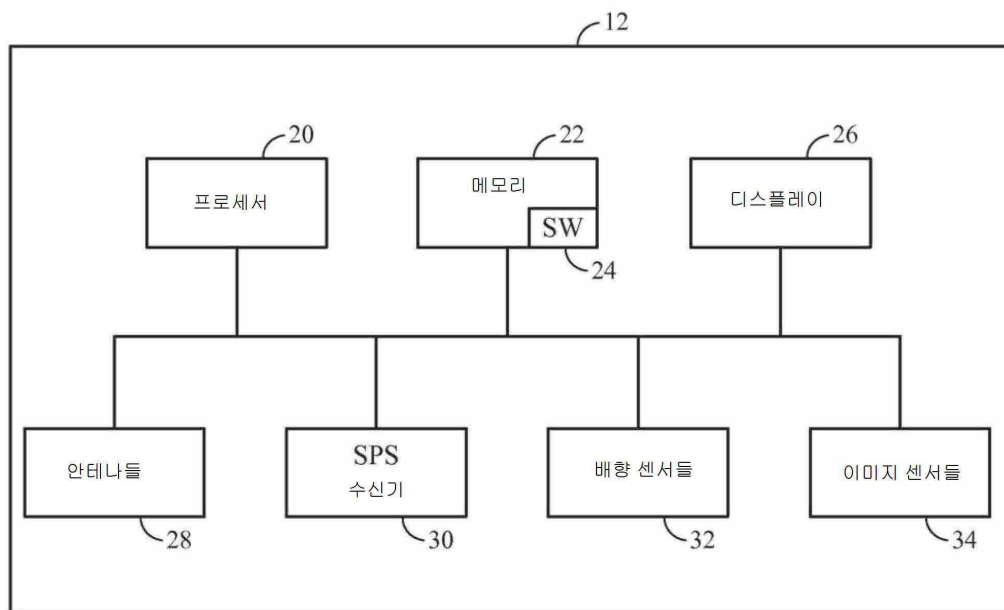 12
20
22
26
프로세서
메모리
디스플레이
SW
24
안테나들
SPS
수신기
배향 센서들
이미지 센서들
28
30
32
34